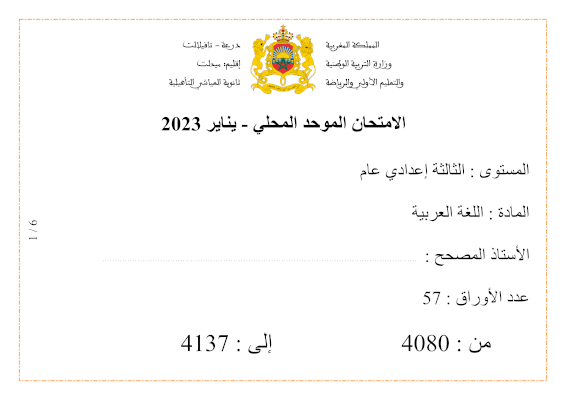 المملكة المغربية
وزارة التربية الوطنية
والتعليم الأولي والرياضة
درعة - تافيلالت
إقليم: ميدلت
ثانوية العياشي التأهيلية
الامتحان الموحد المحلي - يناير 2023
المستوى : الثالثة إعدادي عام
المادة : اللغة العربية
الأستاذ المصحح :
عدد الأوراق : 57
من : 4080 إلى : 4137
1 / 6